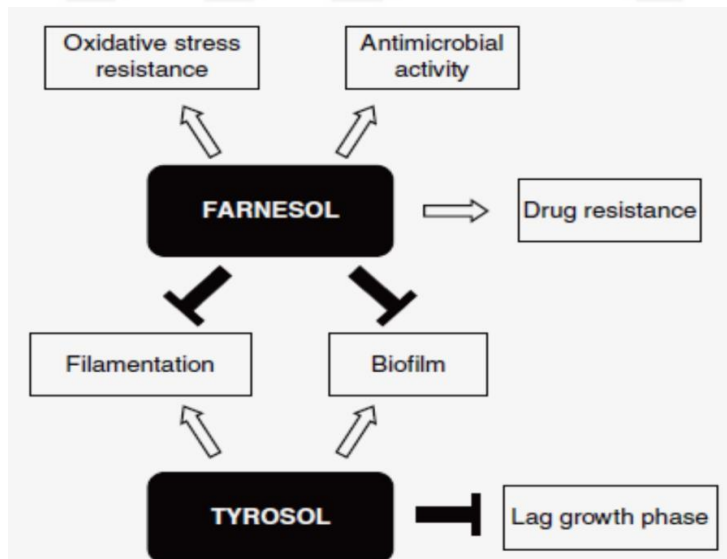 Oxidative stress
resistance
Antimicrobial
activity
FARNESOL
Drug resistance
Filamentation
Biofilm
TYROSOL
Lag growth phase